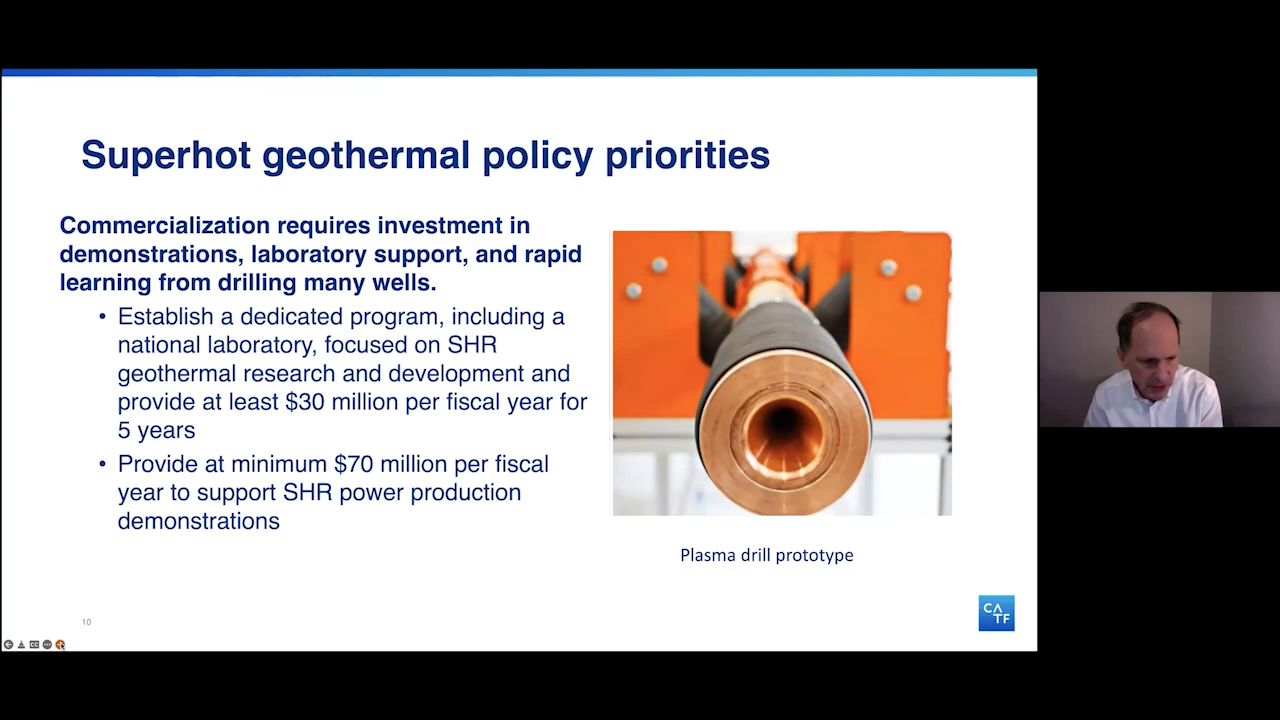 Superhot geothermal policy priorities
Commercialization requires investment in
demonstrations, laboratory support, and rapid
learning from drilling many wells.
• Establish a dedicated program, including a
national laboratory, focused on SHR
geothermal research and development and
provide at least $30 million per fiscal year for
5 years
• Provide at minimum $70 million per fiscal
year to support SHR power production
demonstrations
Plasma drill prototype
10
CATF
CC